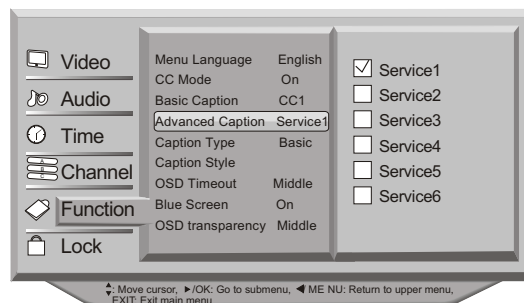 Video
Audio
Time
Channel
Function
Lock
Menu Language English
CC Mode On
Basic Caption CC1
Advanced Caption Service1
Caption Type Basic
Caption Style
OSD Timeout Middle
Blue Screen On
OSD transparency Middle
Service1
Service2
Service3
Service4
Service5
Service6
: Move cursor, ►/OK: Go to submenu, ◄ ME NU: Return to upper menu,
EXIT: Exit main menu